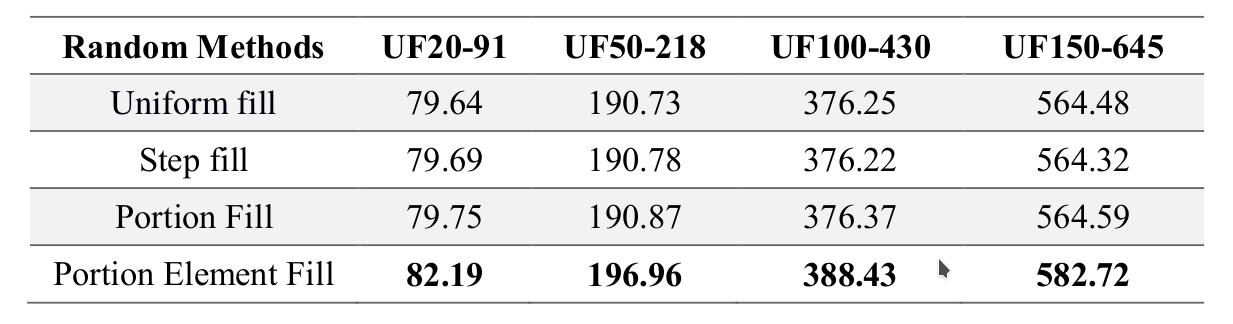 Random Methods UF20-91 UF50-218 UF100-430 UF150-645
Uniform fill 79.64 190.73 376.25 564.48
Step fill 79.69 190.78 376.22 564.32
Portion Fill 79.75 190.87 376.37 564.59
Portion Element Fill 82.19 196.96 388.43 582.72